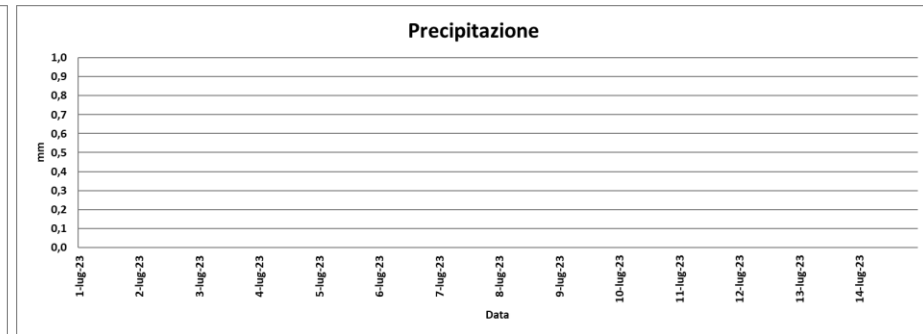 Precipitazione
1,0
0,9
0,8
0,7
0,6
0,5
0,4
0,3
0,2
0,1
0,0
mm
1-lug-23
2-lug-23
3-lug-23
4-lug-23
5-lug-23
6-lug-23
7-lug-23
8-lug-23
9-lug-23
10-lug-23
11-lug-23
12-lug-23
13-lug-23
14-lug-23
Data